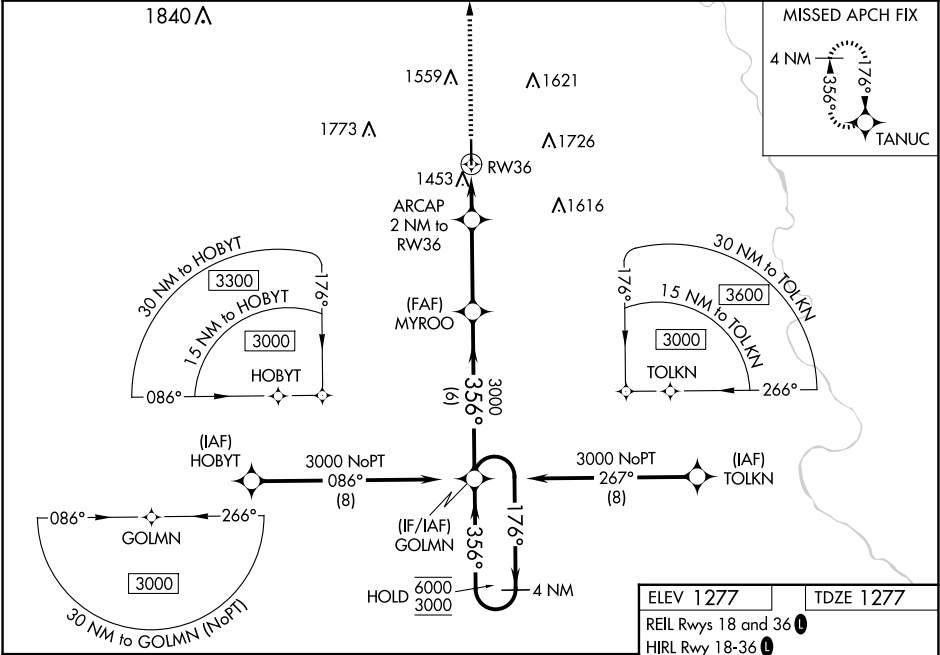 1840
MISSED APCH FIX
4 NM
356°
176°
TANUC
1559
1621
1773
1726
RW36
1453
ARCAP
2 NM to
RW36
1616
30 NM to HOBYT
3300
15 NM to HOBYT
3000
176°
HOBYT
086°
(FAF)
MYROO
30 NM to TOLKN
3600
15 NM to TOLKN
3000
176°
TOLKN
266°
3000
356°
(6)
(IAF)
HOBYT
3000 NoPT
086°
(8)
3000 NoPT
267°
(8)
(IAF)
TOLKN
(IF/IAF)
GOLMN
356°
176°
HOLD
6000
3000
4 NM
086°
266°
GOLMN
3000
30 NM to GOLMN (NoPT)
ELEV 1277
TDZE 1277
REIL Rwys 18 and 36 L
HIRL Rwy 18-36 L